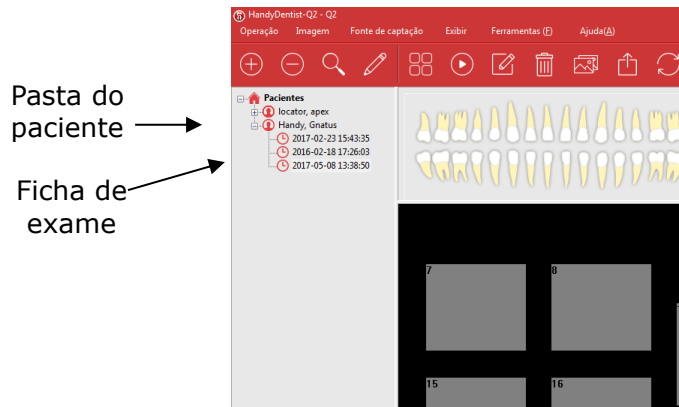 HandyDentist-Q2 - Q2
Operação Imagem Fonte de captação Exibir Ferramentas (F) Ajuda(A)
Pasta do
paciente
Pacientes
locator, apex
Handy, Gnatus
2017-02-23 15:43:35
2016-02-18 17:26:03
2017-05-08 13:38:50
Ficha de
exame
7 8
15 16